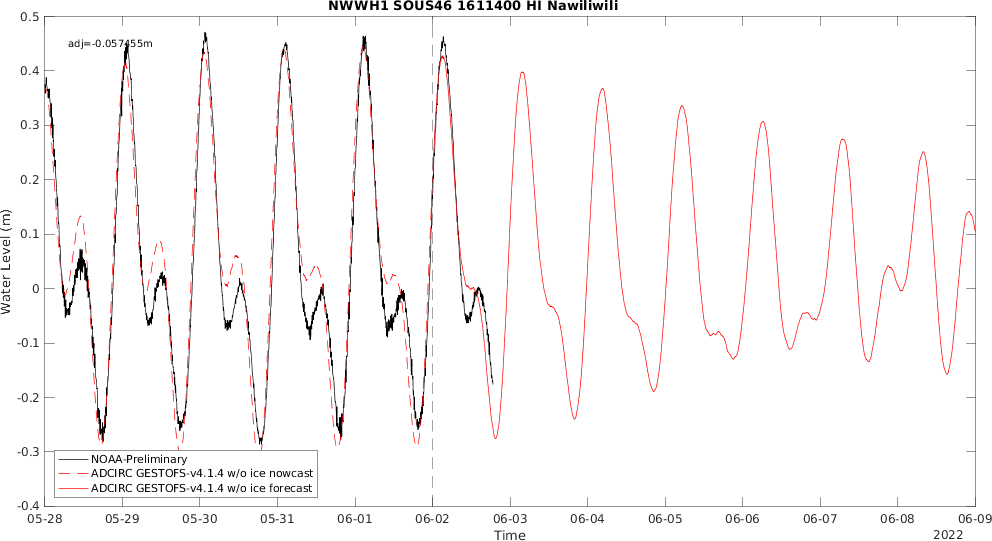 NWWH1 SOUS46 1611400 HI Nawiliwili
adj=-0.057455m
Water Level (m)
0.5
0.4
0.3
0.2
0.1
0
-0.1
-0.2
-0.3
-0.4
NOAA-Preliminary
ADCIRC GESTOFS-v4.1.4 w/o ice nowcast
ADCIRC GESTOFS-v4.1.4 w/o ice forecast
05-28 05-29 05-30 05-31 06-01 06-02 06-03 06-04 06-05 06-06 06-07 06-08 06-09
Time
2022